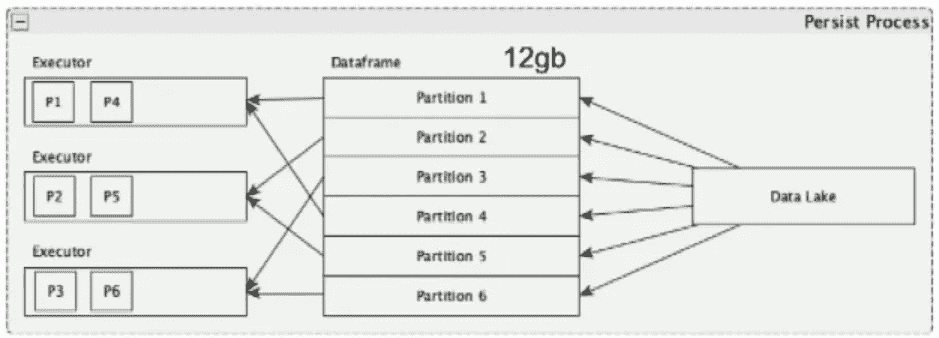 Persist Process
Executor
P1 P4
Executor
P2 P5
Executor
P3 P6
Dataframe 12gb
Partition 1
Partition 2
Partition 3
Partition 4
Partition 5
Partition 6
Data Lake